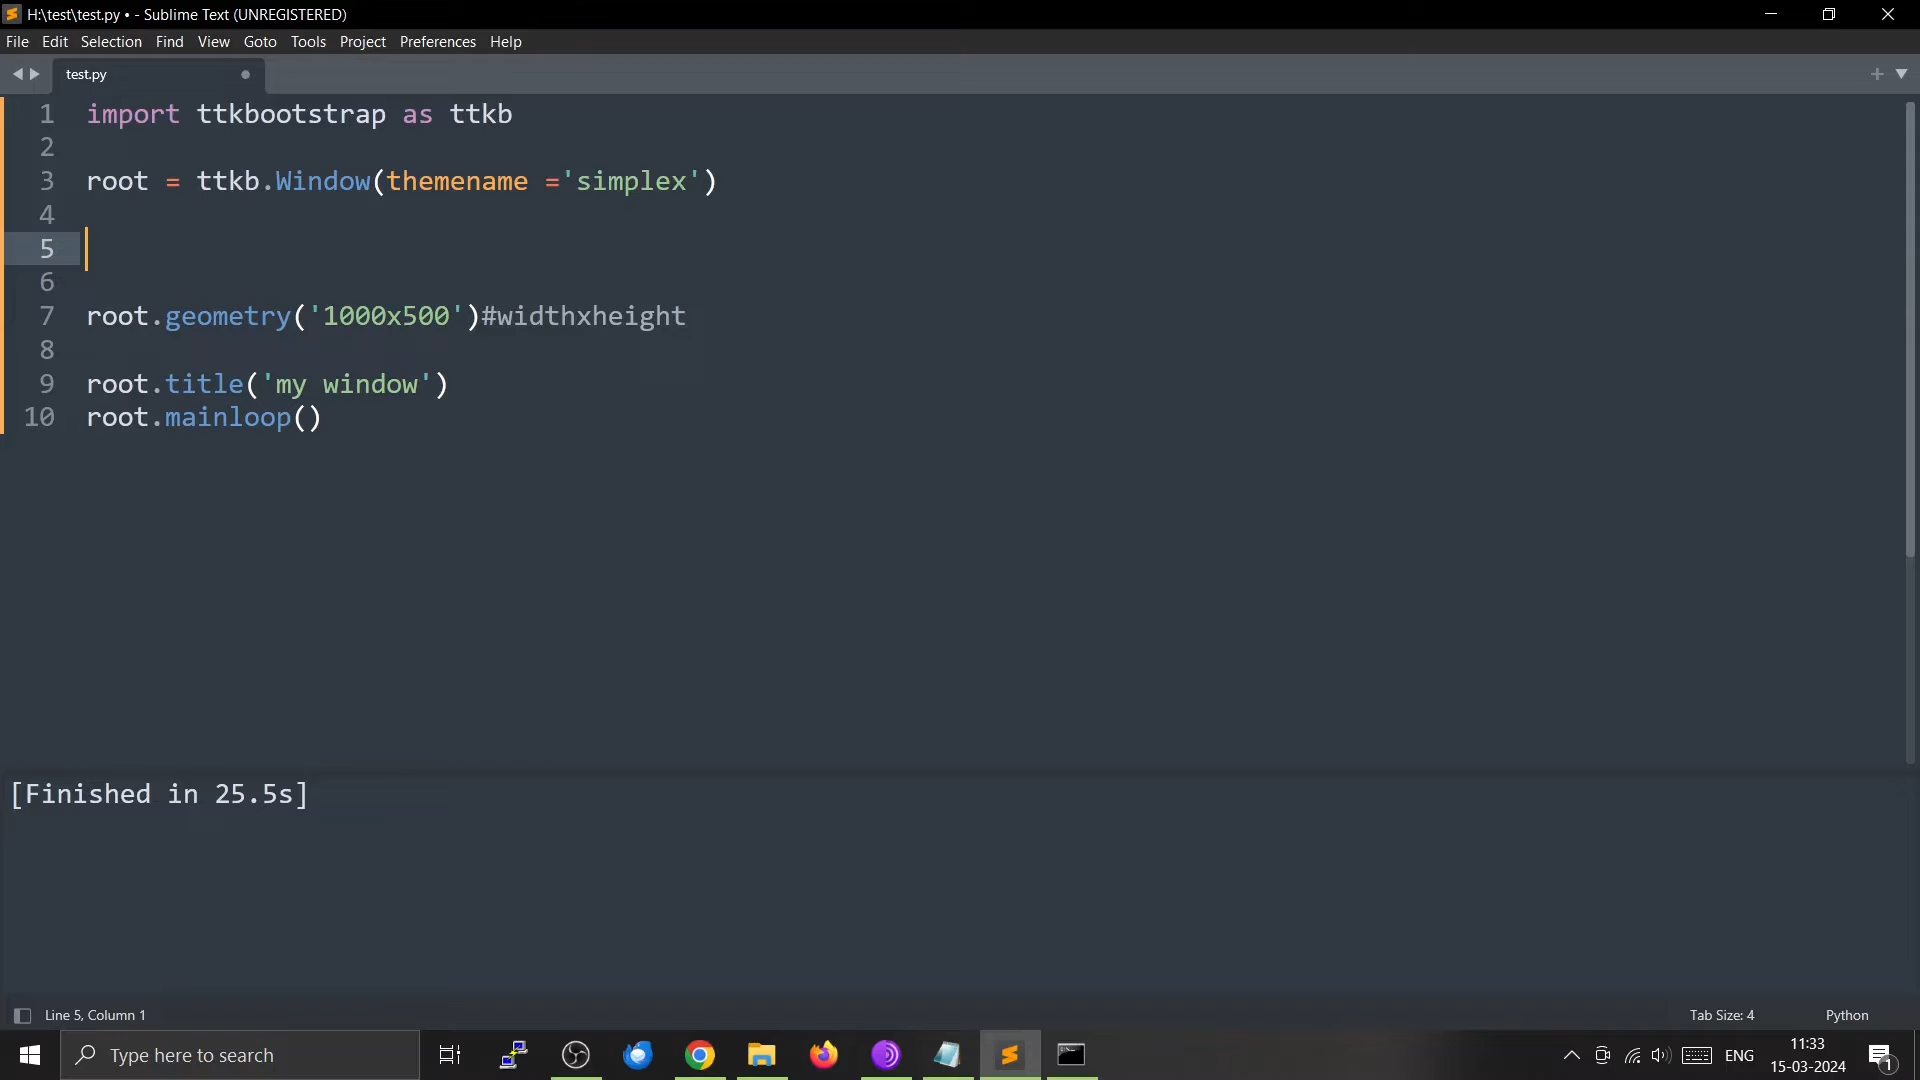 H:\test\test.py • - Sublime Text (UNREGISTERED)
File Edit Selection Find View Goto Tools Project Preferences Help
test.py
1 import ttkbootstrap as ttkb
2
3 root = ttkb.Window(themename ='simplex')
4
5
6
7 root.geometry('1000x500')#widthxheight
8
9 root.title('my window')
10 root.mainloop()
[Finished in 25.5s]
Line 5, Column 1 Tab Size: 4 Python
Type here to search ENG 11:33
15-03-2024 1